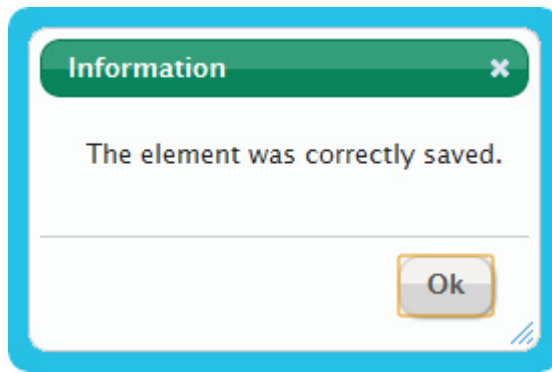 Information
The element was correctly saved.
Ok